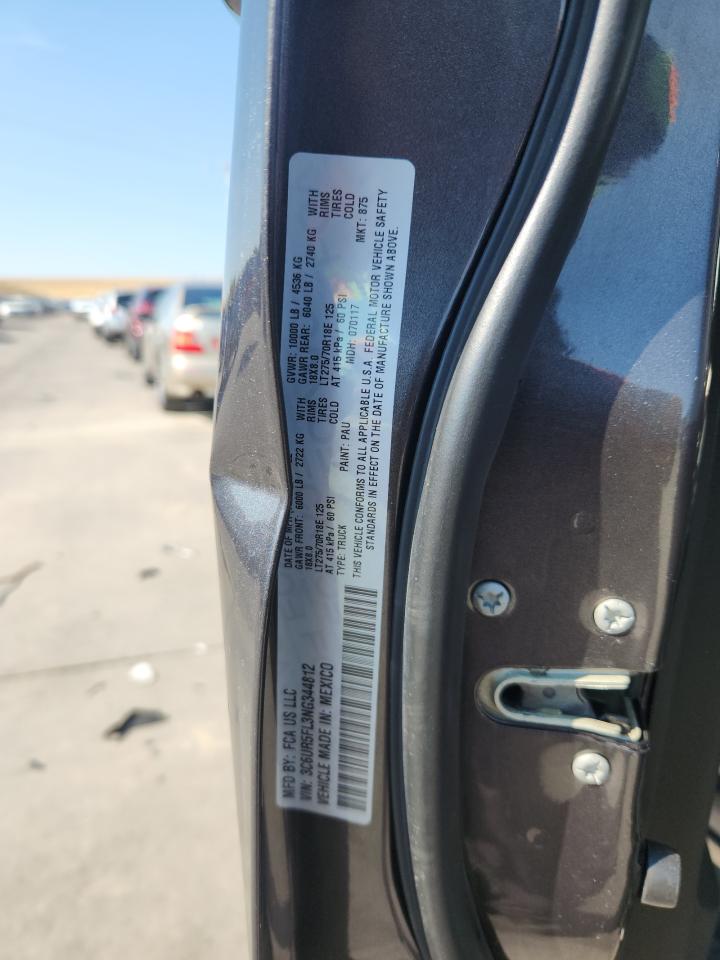 MFD BY: FCA US LLC
VIN: 3C6UR5FL3NG344812
VEHICLE MADE IN: MEXICO
DATE OF MFR:
GVWR: 10000 LB / 4536 KG
GAWR FRONT: 6000 LB / 2722 KG WITH
18X8.0 RIMS
LT275/70R18E 125 TIRES
AT 415 kPa / 60 PSI COLD
GAWR REAR: 6040 LB / 2740 KG WITH
18X8.0 RIMS
LT275/70R18E 125 TIRES
AT 415 kPa / 60 PSI COLD
TYPE: TRUCK PAINT: PAU MDH: 070117 MKT: 875
THIS VEHICLE CONFORMS TO ALL APPLICABLE U.S.A. FEDERAL MOTOR VEHICLE SAFETY
STANDARDS IN EFFECT ON THE DATE OF MANUFACTURE SHOWN ABOVE.